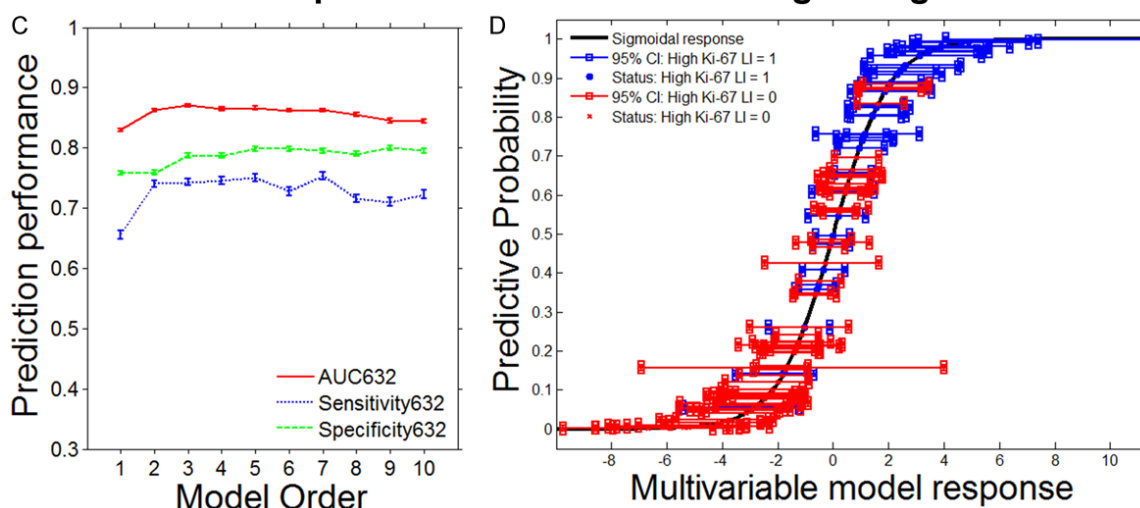 C
1
0.9
0.8
0.7
0.6
0.5
0.4
0.3
Prediction performance
AUC632
Sensitivity632
Specificity632
1 2 3 4 5 6 7 8 9 10
Model Order
D
1
0.9
0.8
0.7
0.6
0.5
0.4
0.3
0.2
0.1
0
Predictive Probability
Sigmoidal response
95% CI: High Ki-67 LI = 1
Status: High Ki-67 LI = 1
95% CI: High Ki-67 LI = 0
Status: High Ki-67 LI = 0
-8 -6 -4 -2 0 2 4 6 8 10
Multivariable model response